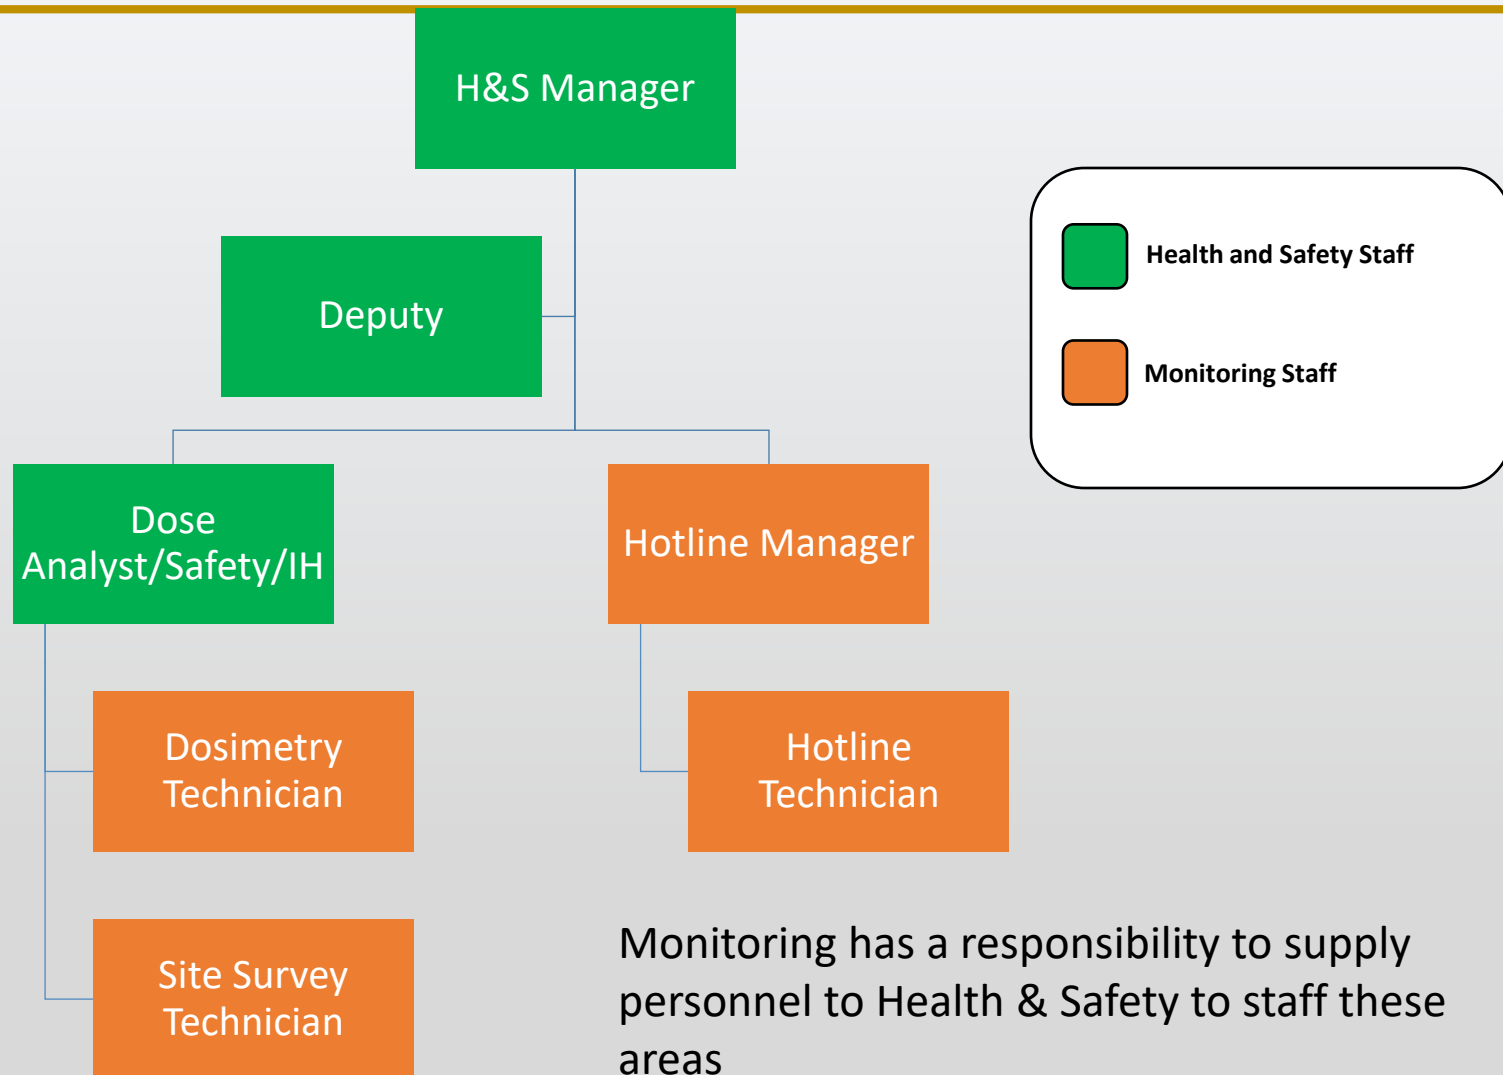 H&S Manager
Deputy
Health and Safety Staff
Monitoring Staff
Dose
Analyst/Safety/IH
Hotline Manager
Dosimetry
Technician
Hotline
Technician
Site Survey
Technician
Monitoring has a responsibility to supply
personnel to Health & Safety to staff these
areas